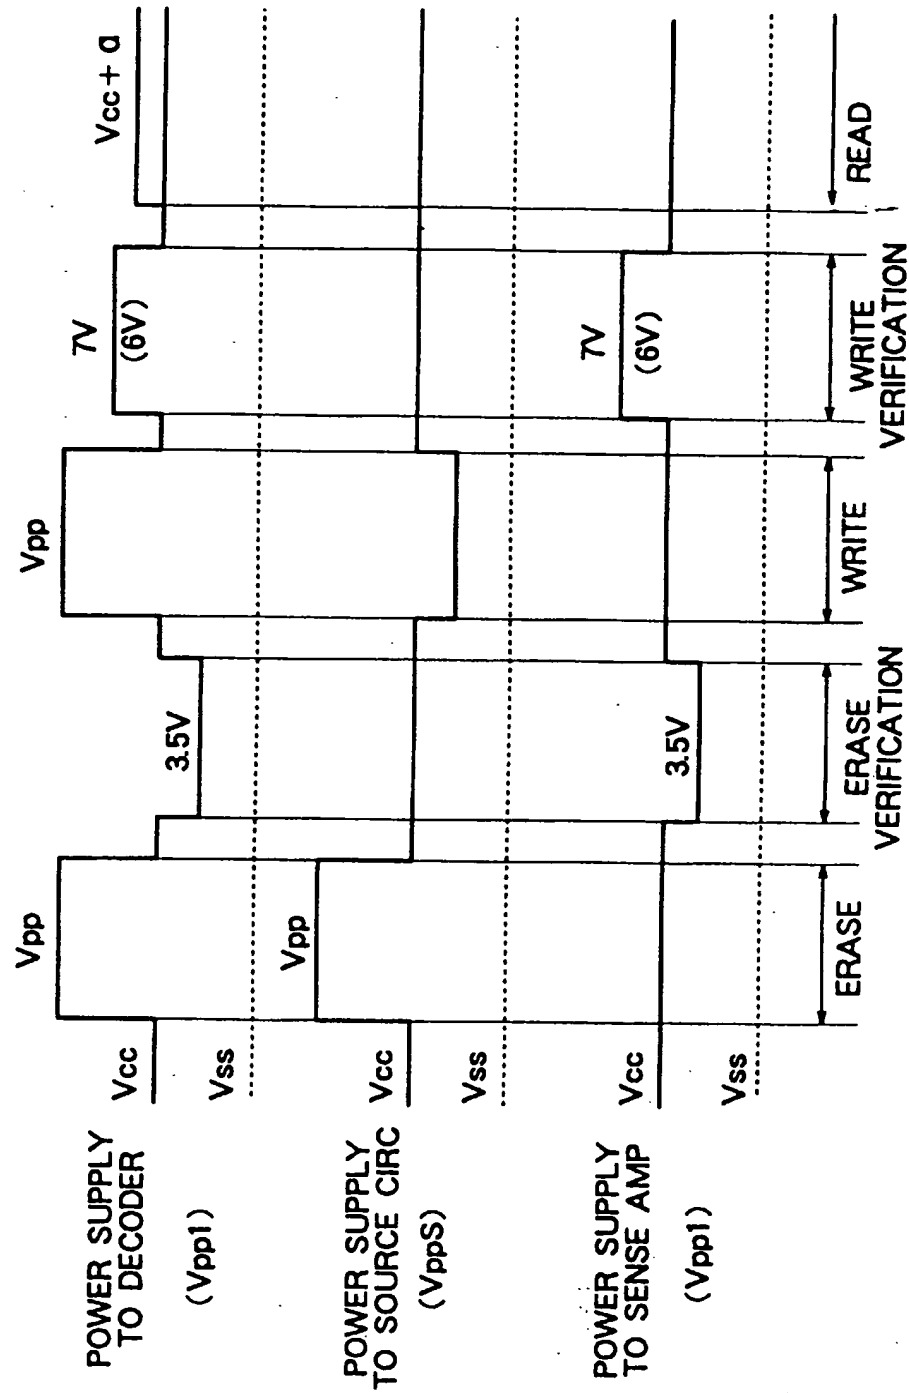 POWER SUPPLY
TO DECODER
(Vpp1)
Vcc
Vss
Vpp
3.5V
Vpp
7V
(6V)
Vcc + a
POWER SUPPLY
TO SOURCE CIRC
(VppS)
Vcc
Vss
Vpp
POWER SUPPLY
TO SENSE AMP
(Vpp1)
Vcc
Vss
3.5V
7V
(6V)
ERASE
ERASE
VERIFICATION
WRITE
WRITE
VERIFICATION
READ